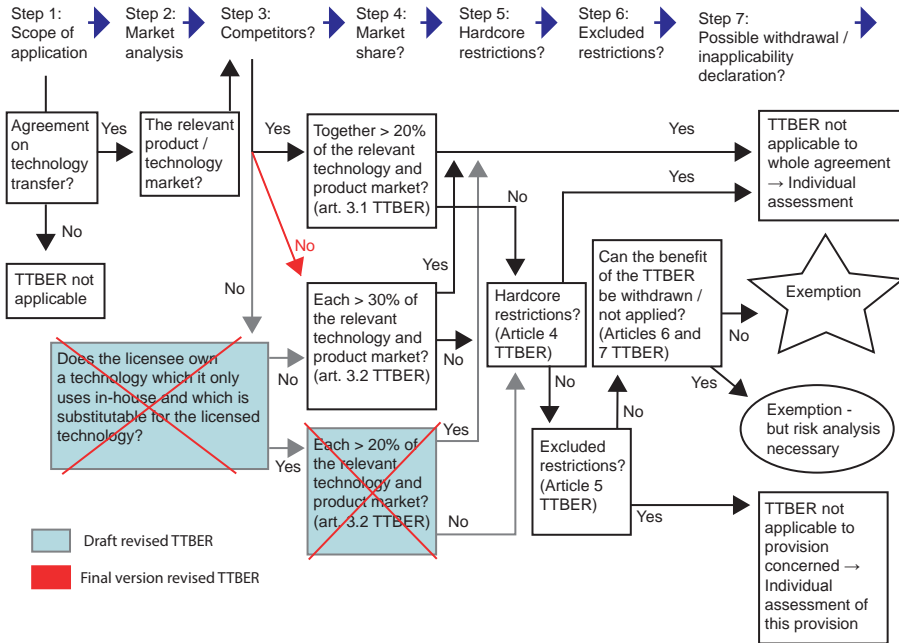 Step 1:
Scope of
application
Step 2:
Market
analysis
Step 3:
Competitors?
Step 4:
Market
share?
Step 5:
Hardcore
restrictions?
Step 6:
Excluded
restrictions?
Step 7:
Possible withdrawal /
inapplicability
declaration?
Agreement
on
technology
transfer?
Yes
The relevant
product /
technology
market?
Yes
Together > 20%
of the relevant
technology and
product market?
(art. 3.1 TTBER)
Yes
Yes
TTBER not
applicable to
whole agreement
→ Individual
assessment
No
No
TTBER not
applicable
No
No
Yes
Each > 30% of
the relevant
technology and
product market?
(art. 3.2 TTBER)
No
Hardcore
restrictions?
(Article 4
TTBER)
Can the benefit
of the TTBER
be withdrawn /
not applied?
(Articles 6 and
7 TTBER)
No
Exemption
Does the licensee own
a technology which it only
uses in-house and which is
substitutable for the licensed
technology?
No
Yes
Each > 20% of
the relevant
technology and
product market?
(art. 3.2 TTBER)
Yes
No
No
No
Yes
Exemption -
but risk analysis
necessary
Excluded
restrictions?
(Article 5
TTBER)
Yes
TTBER not
applicable to
provision
concerned →
Individual
assessment of
this provision
Draft revised TTBER
Final version revised TTBER